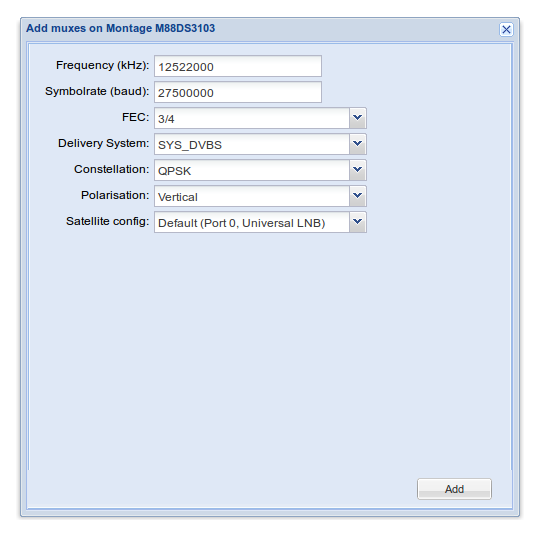 Add muxes on Montage M88DS3103
Frequency (kHz): 12522000
Symbolrate (baud): 27500000
FEC: 3/4
Delivery System: SYS_DVBS
Constellation: QPSK
Polarisation: Vertical
Satellite config: Default (Port 0, Universal LNB)
Add